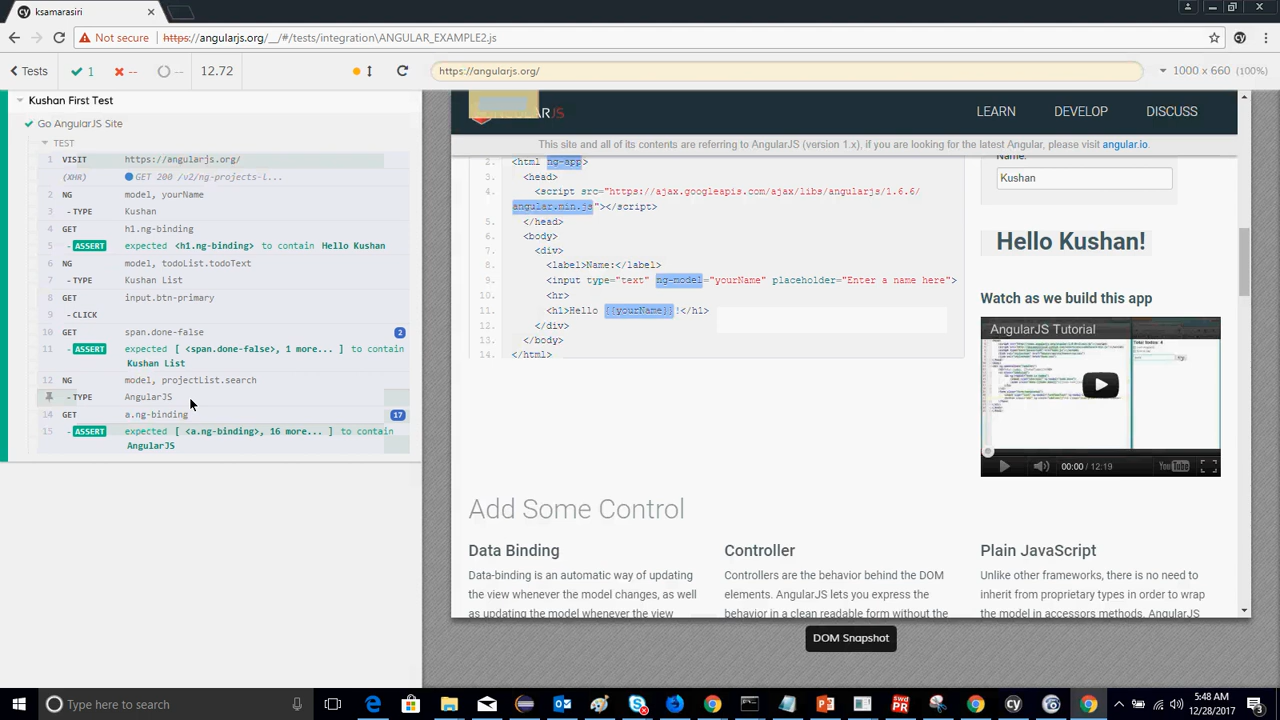 ksamarasiri
Not secure https://angularjs.org/__/#/tests/integration\ANGULAR_EXAMPLE2.js
Tests 1 -- -- 12.72
https://angularjs.org/
1000 x 660 (100%)
Kushan First Test
Go AngularJS Site
TEST
1 VISIT https://angularjs.org/
(XHR) GET 200 /v2/ng-projects-l...
2 NG model, yourName
3 -TYPE Kushan
4 GET h1.ng-binding
5 -ASSERT expected <h1.ng-binding> to contain Hello Kushan
6 NG model, todoList.todoText
7 -TYPE Kushan List
8 GET input.btn-primary
9 -CLICK
10 GET span.done-false 2
11 -ASSERT expected [ <span.done-false>, 1 more... ] to contain
Kushan List
12 NG model, projectList.search
-TYPE AngularJS
14 GET a.ng-binding 17
15 -ASSERT expected [ <a.ng-binding>, 16 more... ] to contain
AngularJS
LEARN DEVELOP DISCUSS
This site and all of its contents are referring to AngularJS (version 1.x), if you are looking for the latest Angular, please visit angular.io.
2. <html ng-app>
3. <head>
4. <script src="https://ajax.googleapis.com/ajax/libs/angularjs/1.6.6/
angular.min.js"></script>
5. </head>
6. <body>
7. <div>
8. <label>Name:</label>
9. <input type="text" ng-model="yourName" placeholder="Enter a name here">
10. <hr>
11. <h1>Hello {{yourName}}!</h1>
12. </div>
13. </body>
14. </html>
Name:
Kushan
Hello Kushan!
Watch as we build this app
AngularJS Tutorial
00:00 / 12:19 YouTube
Add Some Control
Data Binding
Data-binding is an automatic way of updating
the view whenever the model changes, as well
as updating the model whenever the view
Controller
Controllers are the behavior behind the DOM
elements. AngularJS lets you express the
behavior in a clean readable form without the
Plain JavaScript
Unlike other frameworks, there is no need to
inherit from proprietary types in order to wrap
the model in accessors methods. AngularJS
DOM Snapshot
Type here to search
5:48 AM
12/28/2017